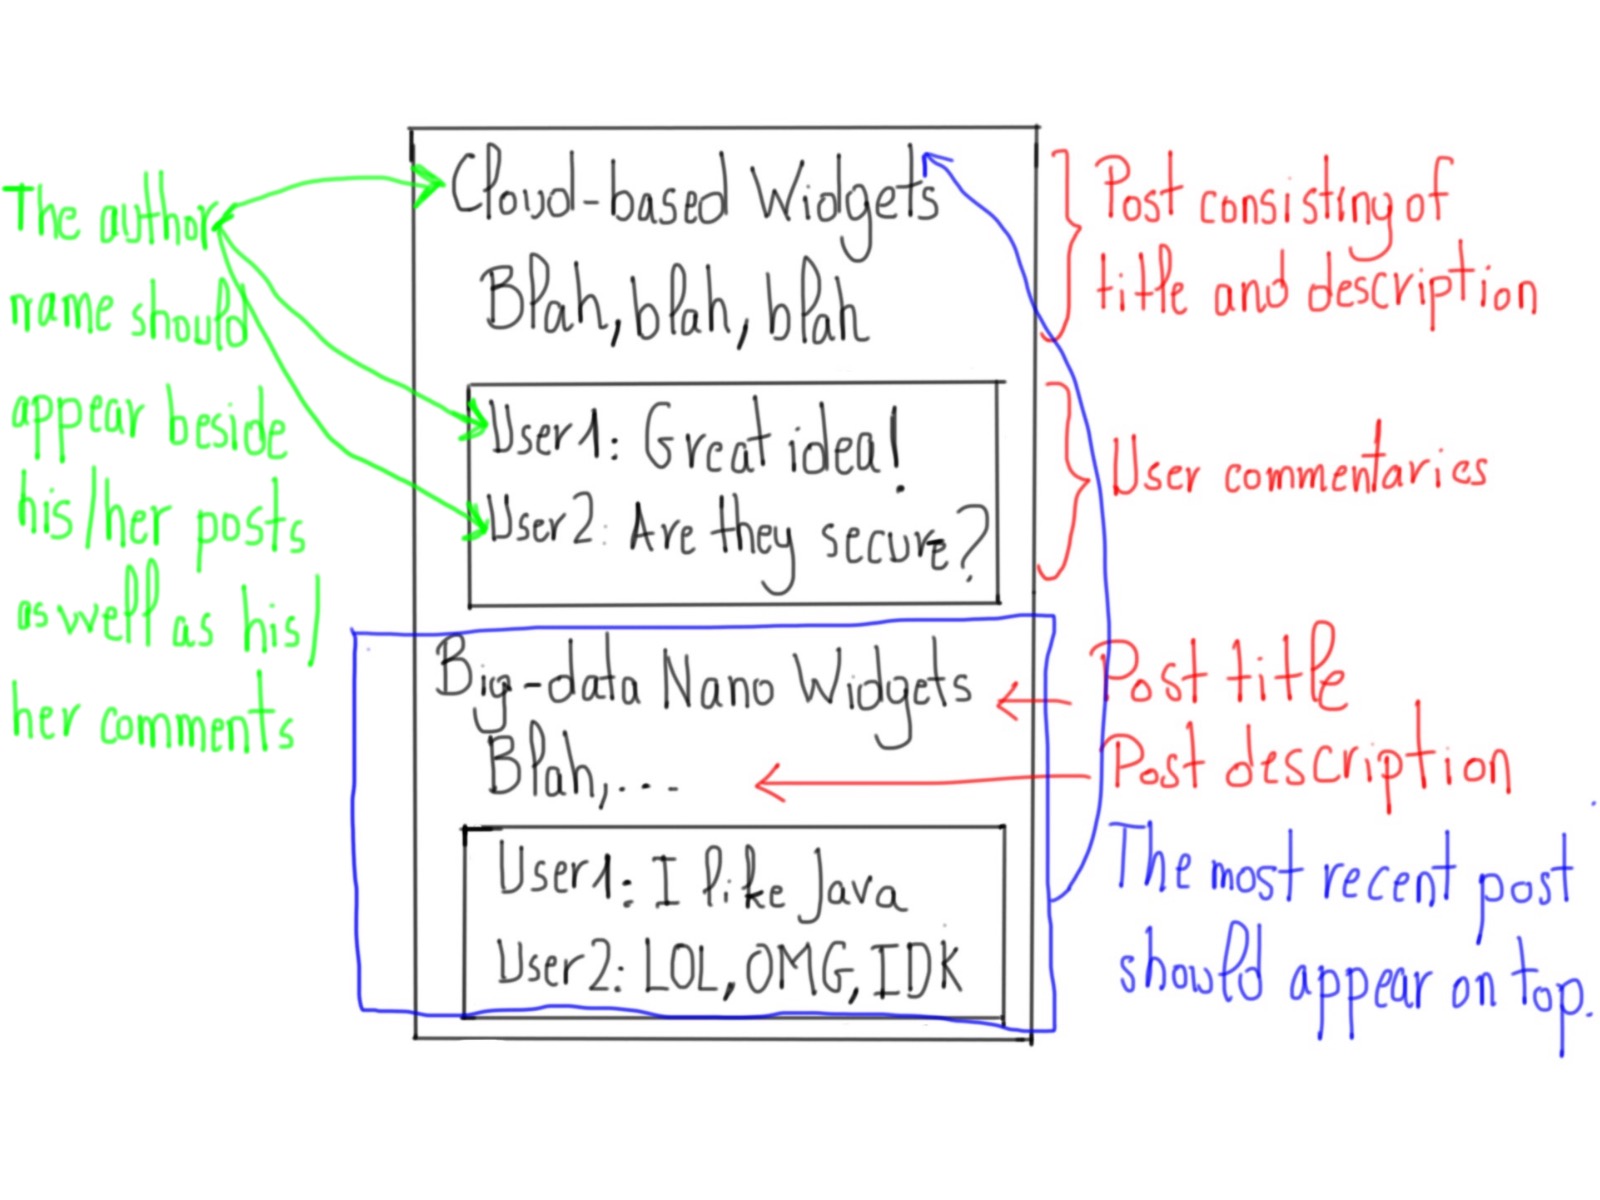 The author
name should
appear beside
his/her posts
as well as his/
her comments
Cloud-based Widgets
Blah, blah, blah
User1: Great idea!
User2: Are they secure?
Big-data Nano Widgets
Blah,...
User1: I like Java
User2: LOL, OMG, IDK
Post consisting of
title and description
User commentaries
Post title
Post description
The most recent post
should appear on top.